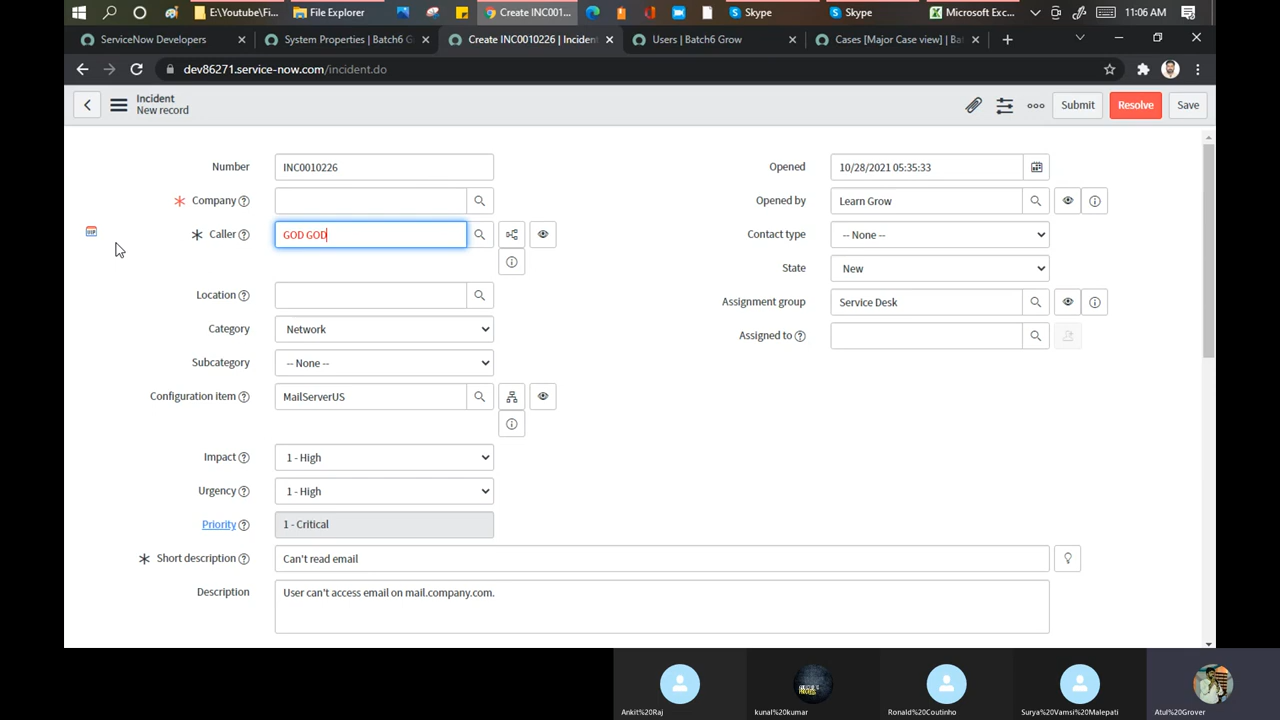 E:\Youtube\Fi...
File Explorer
Create INC001...
Skype
Skype
Microsoft Exc...
11:06 AM
ServiceNow Developers
System Properties | Batch6 G
Create INC0010226 | Incident
Users | Batch6 Grow
Cases [Major Case view] | Bat
dev86271.service-now.com/incident.do
Incident
New record
Submit
Resolve
Save
Number
INC0010226
Opened
10/28/2021 05:35:33
Company
Opened by
Learn Grow
Caller
GOD GOD
Contact type
-- None --
State
New
Location
Assignment group
Service Desk
Category
Network
Assigned to
Subcategory
-- None --
Configuration item
MailServerUS
Impact
1 - High
Urgency
1 - High
Priority
1 - Critical
Short description
Can't read email
Description
User can't access email on mail.company.com.
Ankit%20Raj
kunal%20kumar
Ronald%20Coutinho
Surya%20Vamsi%20Malepati
Atul%20Grover